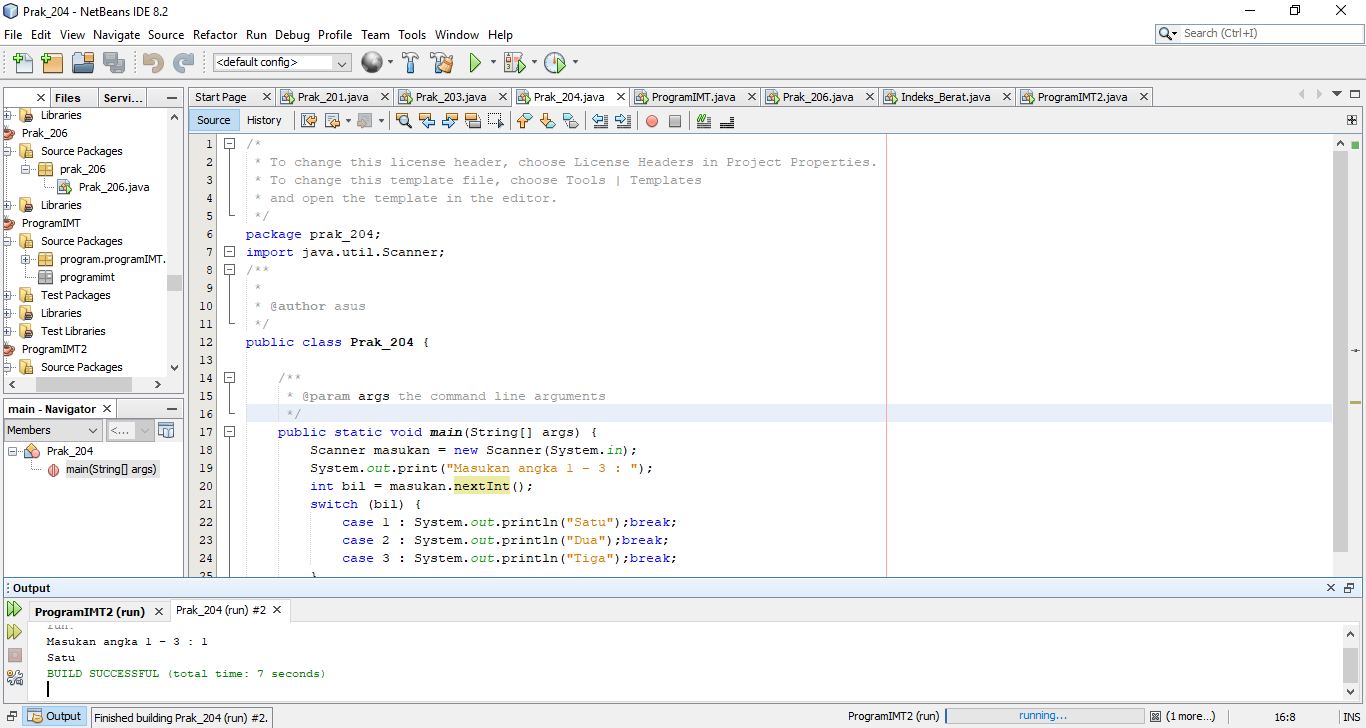 Prak_204 - NetBeans IDE 8.2
File Edit View Navigate Source Refactor Run Debug Profile Team Tools Window Help
Search (Ctrl+I)
<default config>
Files Servi...
Start Page Prak_201.java Prak_203.java Prak_204.java ProgramIMT.java Prak_206.java Indeks_Berat.java ProgramIMT2.java
Source History
Libraries
Prak_206
Source Packages
prak_206
Prak_206.java
Libraries
ProgramIMT
Source Packages
program.programIMT.
programimt
Test Packages
Libraries
Test Libraries
ProgramIMT2
Source Packages
main - Navigator
Members <...
Prak_204
main(String[] args)
1 /*
2 * To change this license header, choose License Headers in Project Properties.
3 * To change this template file, choose Tools | Templates
4 * and open the template in the editor.
5 */
6 package prak_204;
7 import java.util.Scanner;
8 /**
9 *
10 * @author asus
11 */
12 public class Prak_204 {
13
14 /**
15 * @param args the command line arguments
16 */
17 public static void main(String[] args) {
18 Scanner masukan = new Scanner(System.in);
19 System.out.print("Masukan angka 1 - 3 : ");
20 int bil = masukan.nextInt();
21 switch (bil) {
22 case 1 : System.out.println("Satu");break;
23 case 2 : System.out.println("Dua");break;
24 case 3 : System.out.println("Tiga");break;
25 }
Output
ProgramIMT2 (run) Prak_204 (run) #2
run:
Masukan angka 1 - 3 : 1
Satu
BUILD SUCCESSFUL (total time: 7 seconds)
Output Finished building Prak_204 (run) #2. ProgramIMT2 (run) running... (1 more...) 16:8 INS